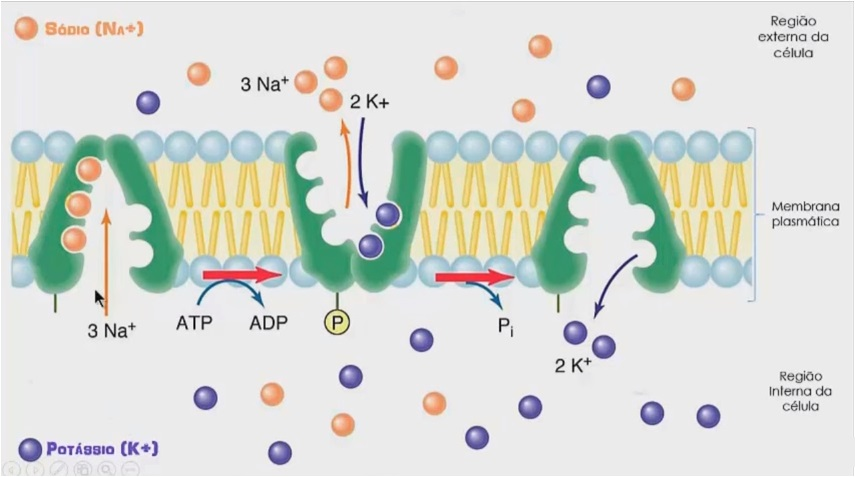 Sódio (Na+)
Região
externa da
célula
3 Na+
2 K+
Membrana
plasmática
3 Na+
ATP
ADP
P
Pi
2 K+
Região
Interna da
célula
Potássio (K+)